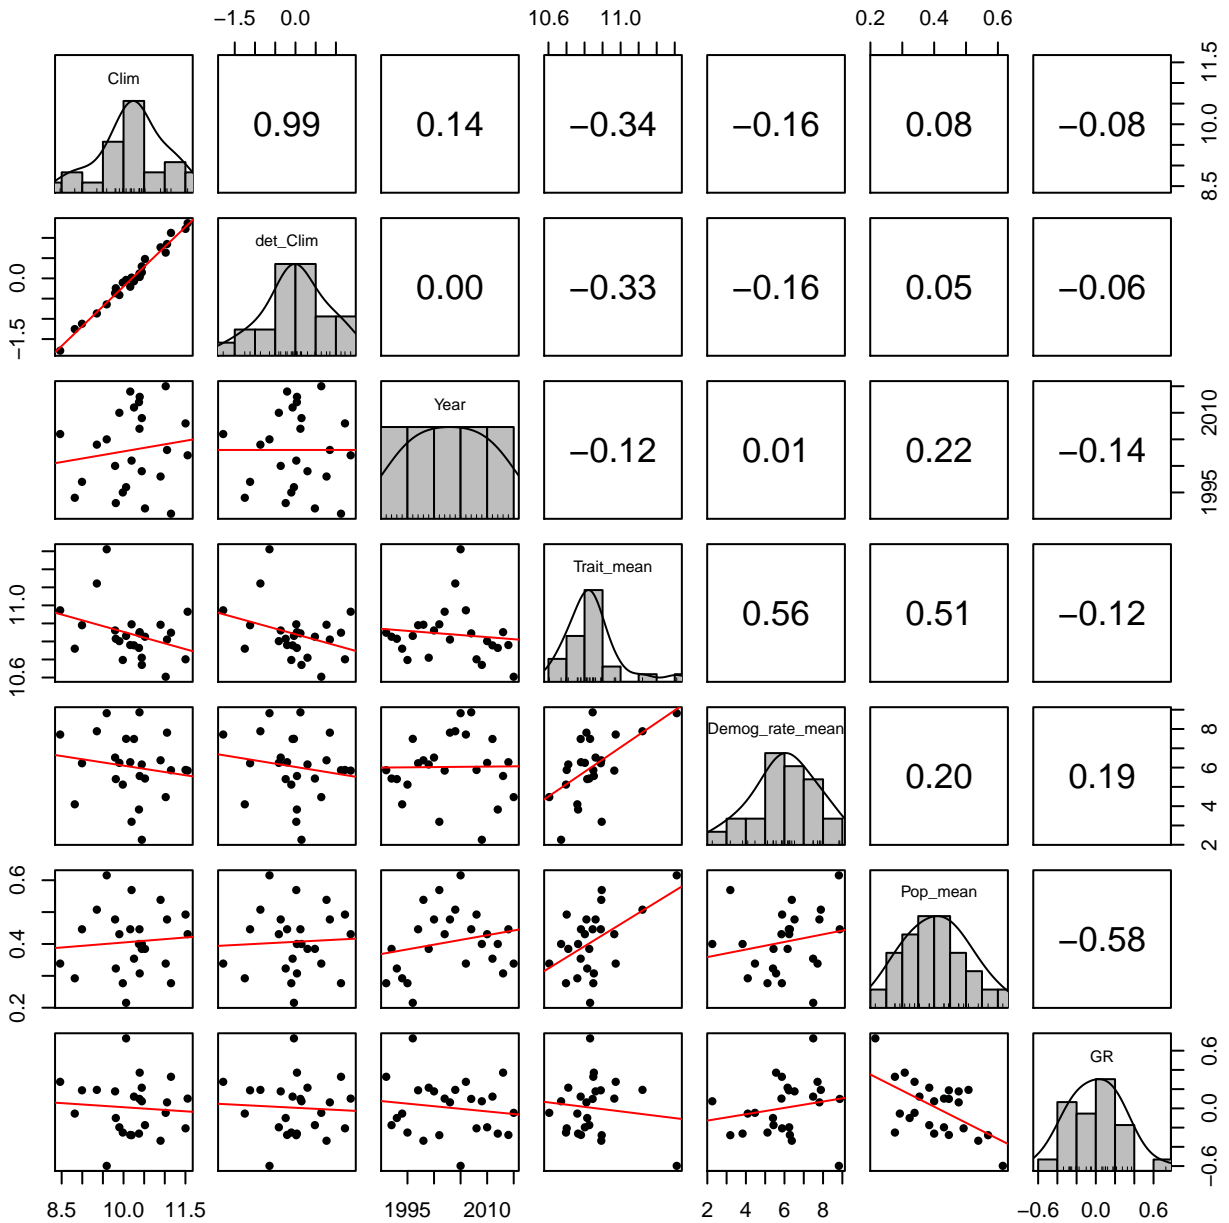 −1.5 0.0 10.6 11.0 0.2 0.4 0.6
Clim
0.99 0.14 −0.34 −0.16 0.08 −0.08
8.5 10.0 11.5
det_Clim
0.00 −0.33 −0.16 0.05 −0.06
−1.5 0.0
Year
−0.12 0.01 0.22 −0.14
1995 2010
Trait_mean
0.56 0.51 −0.12
10.6 11.0
Demog_rate_mean
0.20 0.19
2 4 6 8
Pop_mean
−0.58
0.2 0.4 0.6
GR
−0.6 0.0 0.6
8.5 10.0 11.5 1995 2010 2 4 6 8 −0.6 0.0 0.6